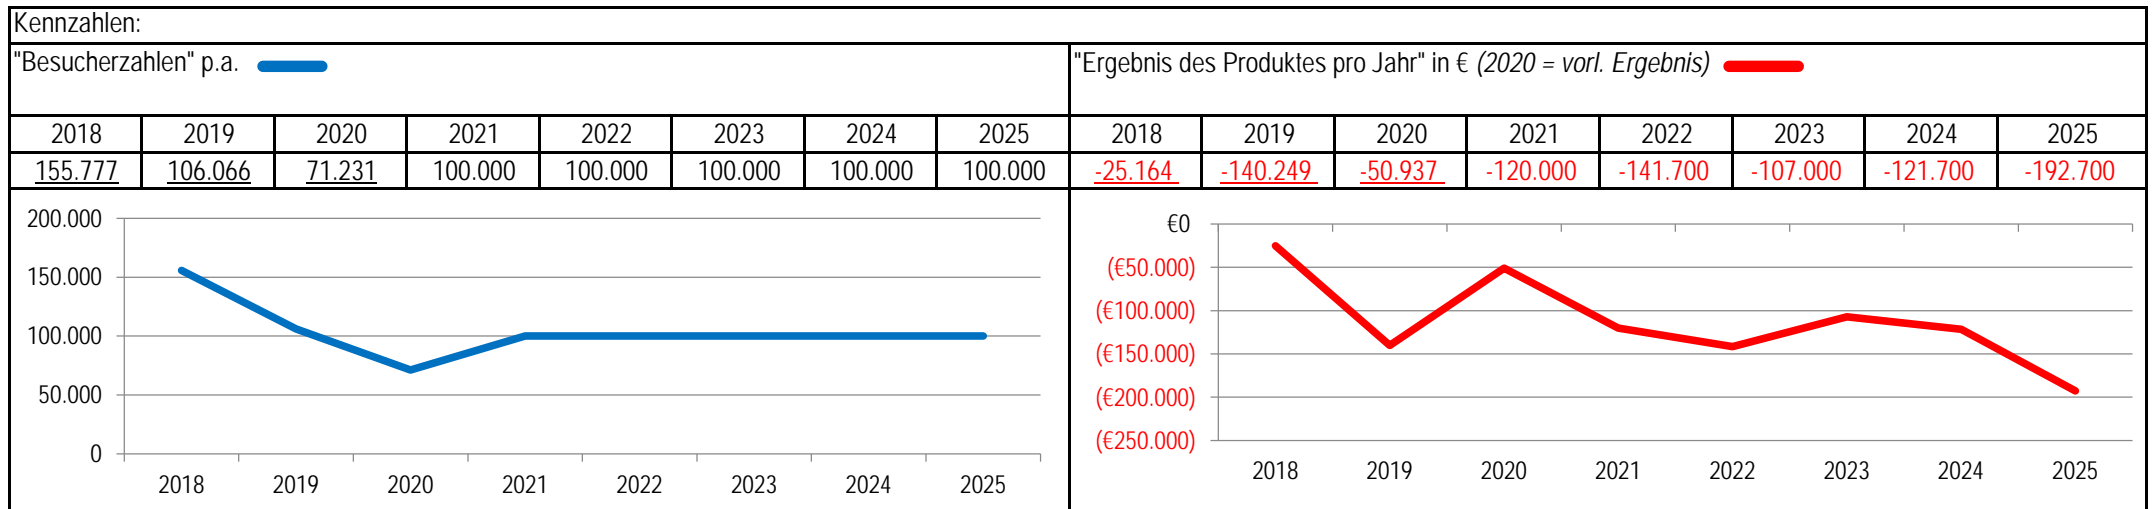 Kennzahlen:
"Besucherzahlen" p.a.
"Ergebnis des Produktes pro Jahr" in € (2020 = vorl. Ergebnis)
2018 2019 2020 2021 2022 2023 2024 2025 2018 2019 2020 2021 2022 2023 2024 2025
155.777 106.066 71.231 100.000 100.000 100.000 100.000 100.000 -25.164 -140.249 -50.937 -120.000 -141.700 -107.000 -121.700 -192.700
200.000
150.000
100.000
50.000
0
2018 2019 2020 2021 2022 2023 2024 2025
€0
(€50.000)
(€100.000)
(€150.000)
(€200.000)
(€250.000)
2018 2019 2020 2021 2022 2023 2024 2025